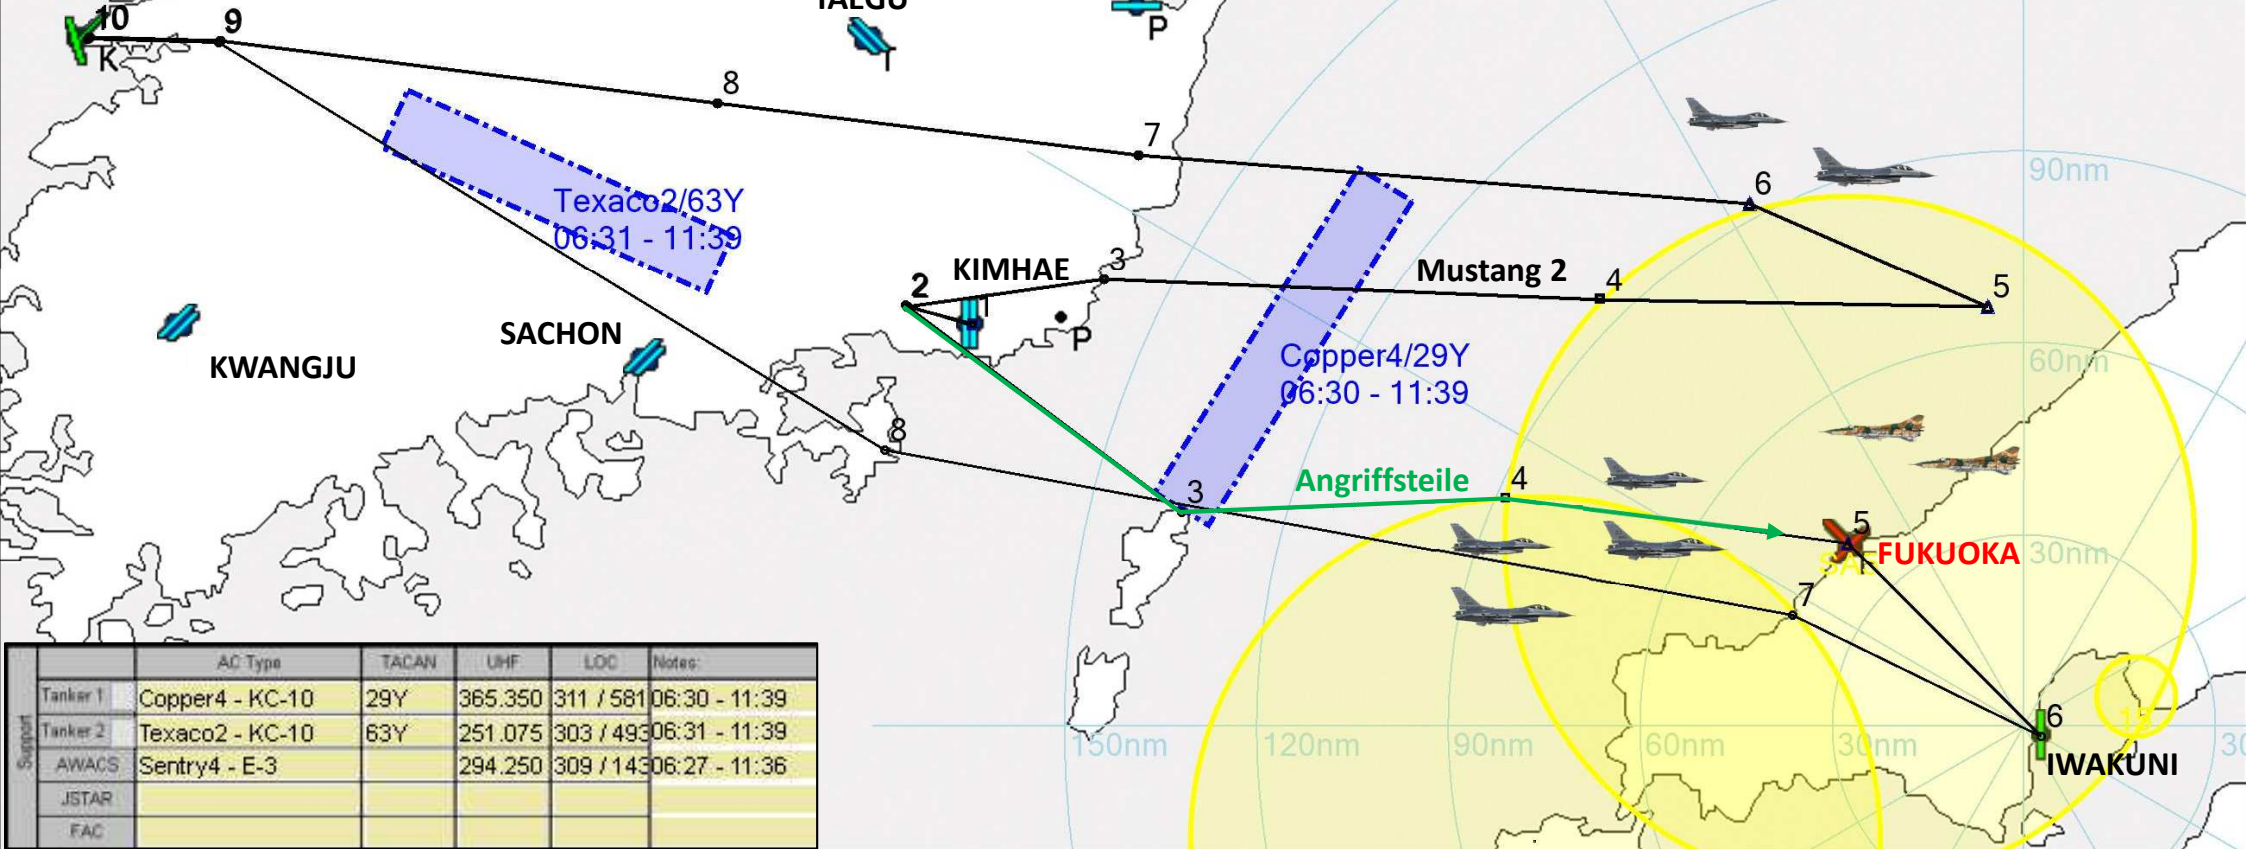 TAEGU
10
9
K
T
P
8
7
6
90nm
Texaco2/63Y
06:31 - 11:39
2
KIMHAE
3
Mustang 2
4
5
1
P
SACHON
KWANGJU
Copper4/29Y
06:30 - 11:39
60nm
8
3
Angriffsteile
4
5
FUKUOKA
30nm
7
6
IWAKUNI
150nm
120nm
90nm
60nm
30nm
Support
AC Type TACAN UHF LOC Notes:
Tanker 1 Copper4 - KC-10 29Y 365.350 311 / 581 06:30 - 11:39
Tanker 2 Texaco2 - KC-10 63Y 251.075 303 / 493 06:31 - 11:39
AWACS Sentry4 - E-3 294.250 309 / 143 06:27 - 11:36
JSTAR
FAC